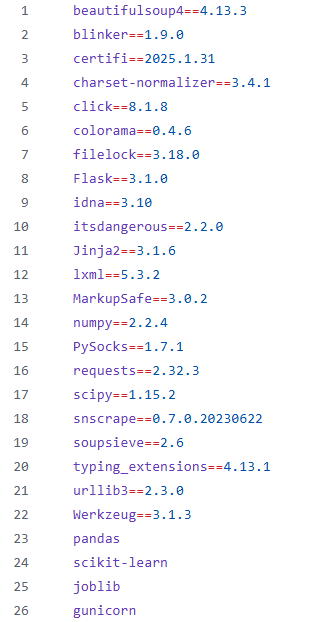 1 beautifulsoup4==4.13.3
2 blinker==1.9.0
3 certifi==2025.1.31
4 charset-normalizer==3.4.1
5 click==8.1.8
6 colorama==0.4.6
7 filelock==3.18.0
8 Flask==3.1.0
9 idna==3.10
10 itsdangerous==2.2.0
11 Jinja2==3.1.6
12 lxml==5.3.2
13 MarkupSafe==3.0.2
14 numpy==2.2.4
15 PySocks==1.7.1
16 requests==2.32.3
17 scipy==1.15.2
18 snscrape==0.7.0.20230622
19 soupsieve==2.6
20 typing_extensions==4.13.1
21 urllib3==2.3.0
22 Werkzeug==3.1.3
23 pandas
24 scikit-learn
25 joblib
26 gunicorn